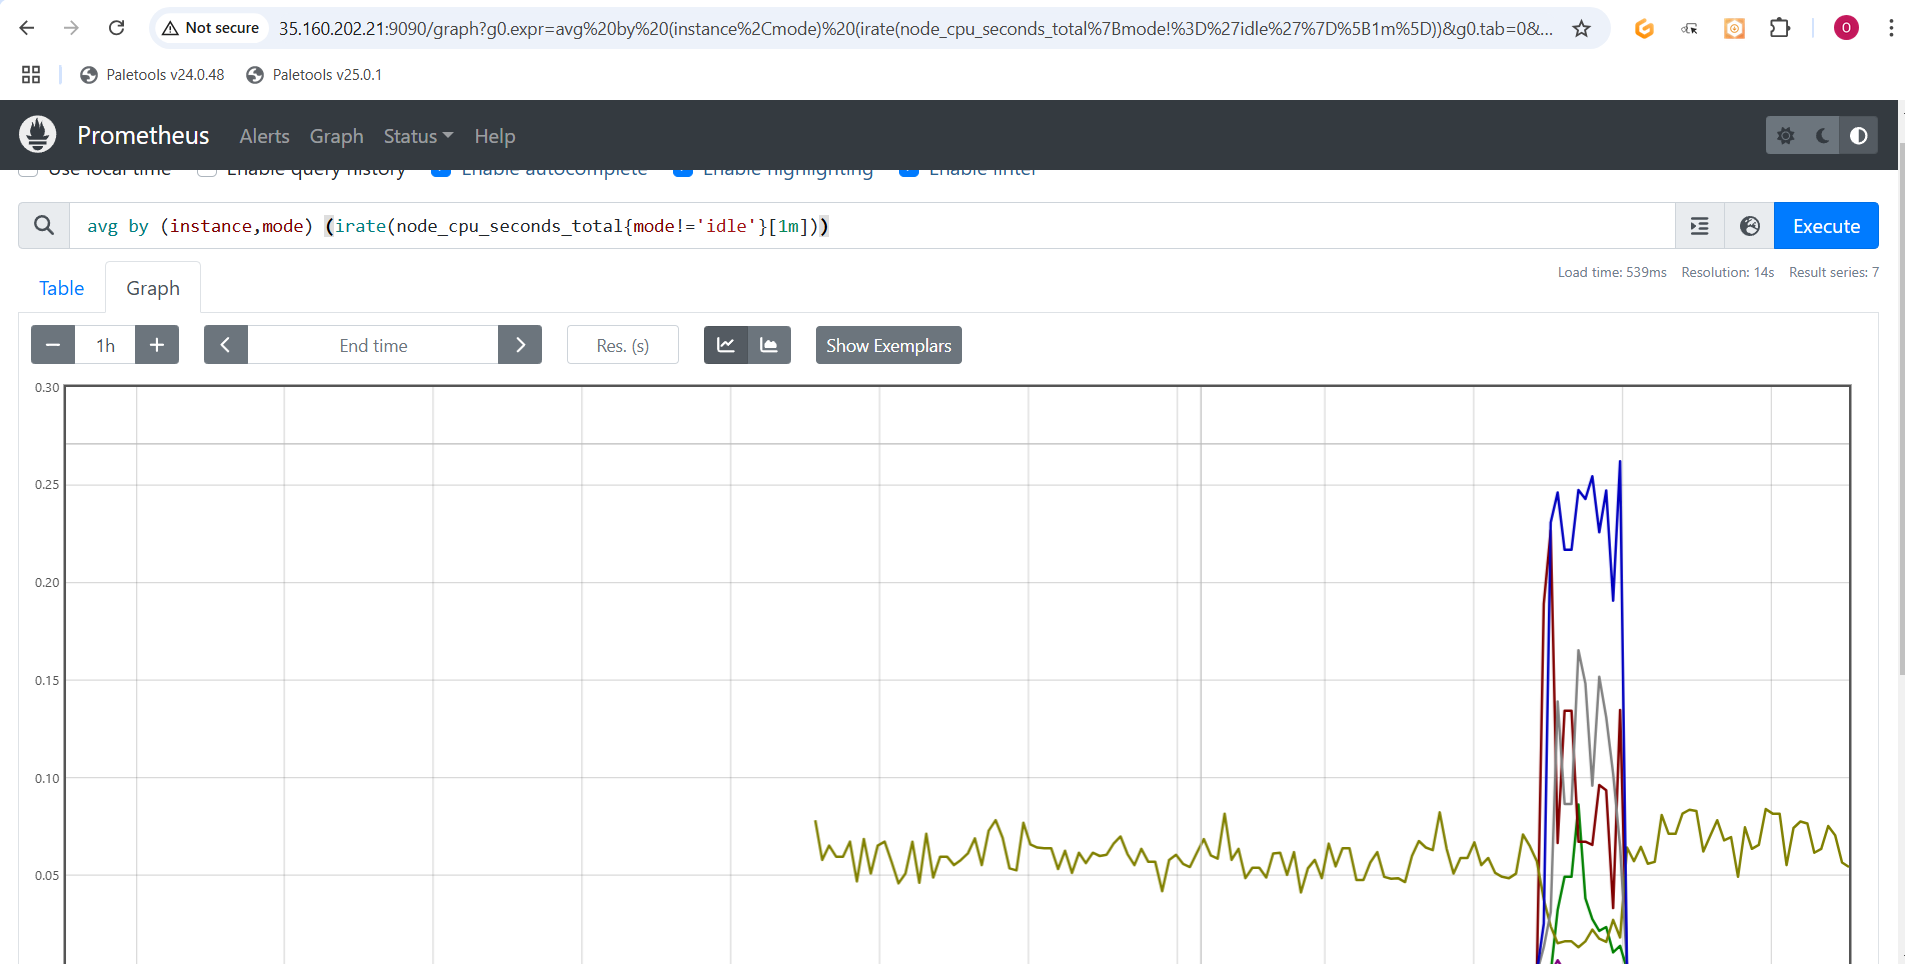 Not secure 35.160.202.21:9090/graph?g0.expr=avg%20by%20(instance%2Cmode)%20(irate(node_cpu_seconds_total%7Bmode!%3D%27idle%27%7D%5B1m%5D))&g0.tab=0&... O
Paletools v24.0.48 Paletools v25.0.1
Prometheus Alerts Graph Status Help
Use local time Enable query history Enable autocomplete Enable highlighting Enable linter
avg by (instance,mode) (irate(node_cpu_seconds_total{mode!='idle'}[1m])) Execute
Load time: 539ms Resolution: 14s Result series: 7
Table Graph
1h End time Res. (s) Show Exemplars
0.30
0.25
0.20
0.15
0.10
0.05